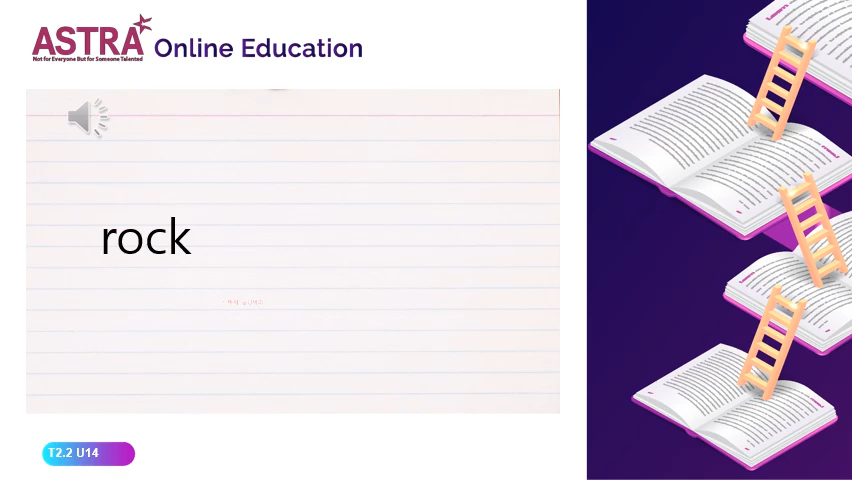 ASTRA
Not for Everyone But for Someone Talented
Online Education
rock
T2.2 U14